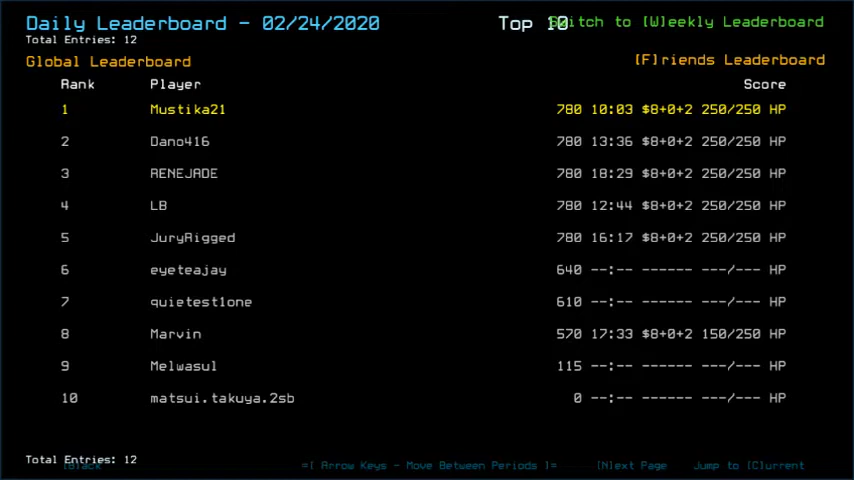 Daily Leaderboard - 02/24/2020 Top 10 Switch to [W]eekly Leaderboard
Total Entries: 12
Global Leaderboard [F]riends Leaderboard
Rank Player Score
1 Mustika21 780 10:03 $8+0+2 250/250 HP
2 Dano416 780 13:36 $8+0+2 250/250 HP
3 RENEJADE 780 18:29 $8+0+2 250/250 HP
4 LB 780 12:44 $8+0+2 250/250 HP
5 JuryRigged 780 16:17 $8+0+2 250/250 HP
6 eyeteajay 640 --:-- ------ ---/--- HP
7 quietest1one 610 --:-- ------ ---/--- HP
8 Marvin 570 17:33 $8+0+2 150/250 HP
9 Melwasul 115 --:-- ------ ---/--- HP
10 matsui.takuya.2sb 0 --:-- ------ ---/--- HP
Total Entries: 12
[B]ack =[ Arrow Keys - Move Between Periods ]= [N]ext Page Jump to [C]urrent